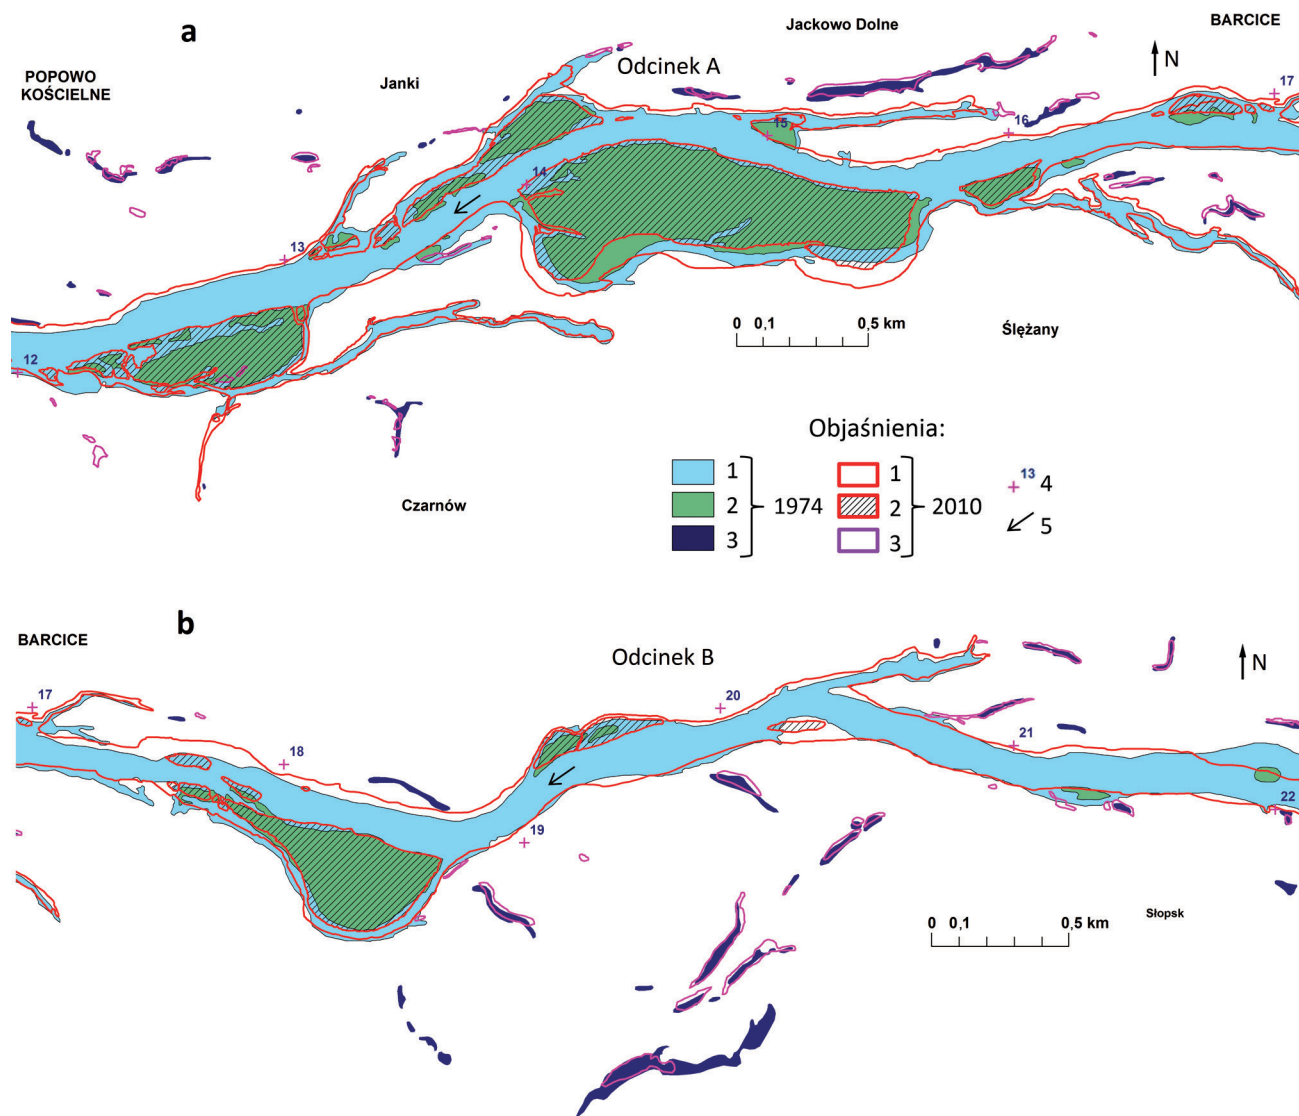 a
Jackowo Dolne
BARCICE
POPOWO
KOŚCIELNE
Janki
Odcinek A
N
17
16
15
14
13
12
0 0,1 0,5 km
Ślężany
Czarnów
Objaśnienia:
1
2
3
1974
1
2
3
2010
13
4
5
b
BARCICE
Odcinek B
N
17
18
19
20
21
22
0 0,1 0,5 km
Słopsk